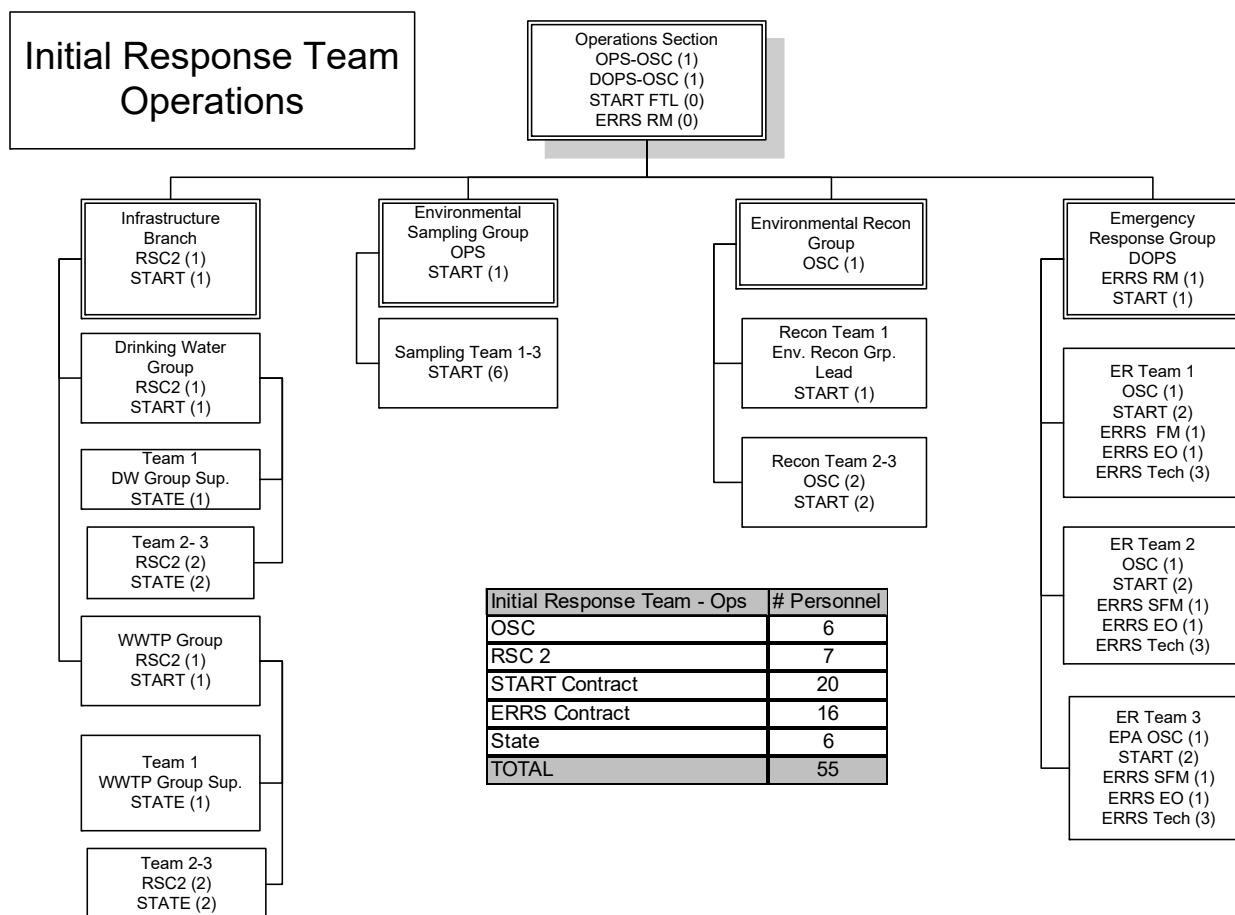 Initial Response Team
Operations
Operations Section
OPS-OSC (1)
DOPS-OSC (1)
START FTL (0)
ERRS RM (0)
Infrastructure
Branch
RSC2 (1)
START (1)
Environmental
Sampling Group
OPS
START (1)
Environmental Recon
Group
OSC (1)
Emergency
Response Group
DOPS
ERRS RM (1)
START (1)
Drinking Water
Group
RSC2 (1)
START (1)
Team 1
DW Group Sup.
STATE (1)
Team 2- 3
RSC2 (2)
STATE (2)
WWTP Group
RSC2 (1)
START (1)
Team 1
WWTP Group Sup.
STATE (1)
Team 2-3
RSC2 (2)
STATE (2)
Sampling Team 1-3
START (6)
Recon Team 1
Env. Recon Grp.
Lead
START (1)
Recon Team 2-3
OSC (2)
START (2)
ER Team 1
OSC (1)
START (2)
ERRS  FM (1)
ERRS EO (1)
ERRS Tech (3)
ER Team 2
OSC (1)
START (2)
ERRS SFM (1)
ERRS EO (1)
ERRS Tech (3)
ER Team 3
EPA OSC (1)
START (2)
ERRS SFM (1)
ERRS EO (1)
ERRS Tech (3)
Initial Response Team - Ops # Personnel
OSC 6
RSC 2 7
START Contract 20
ERRS Contract 16
State 6
TOTAL 55